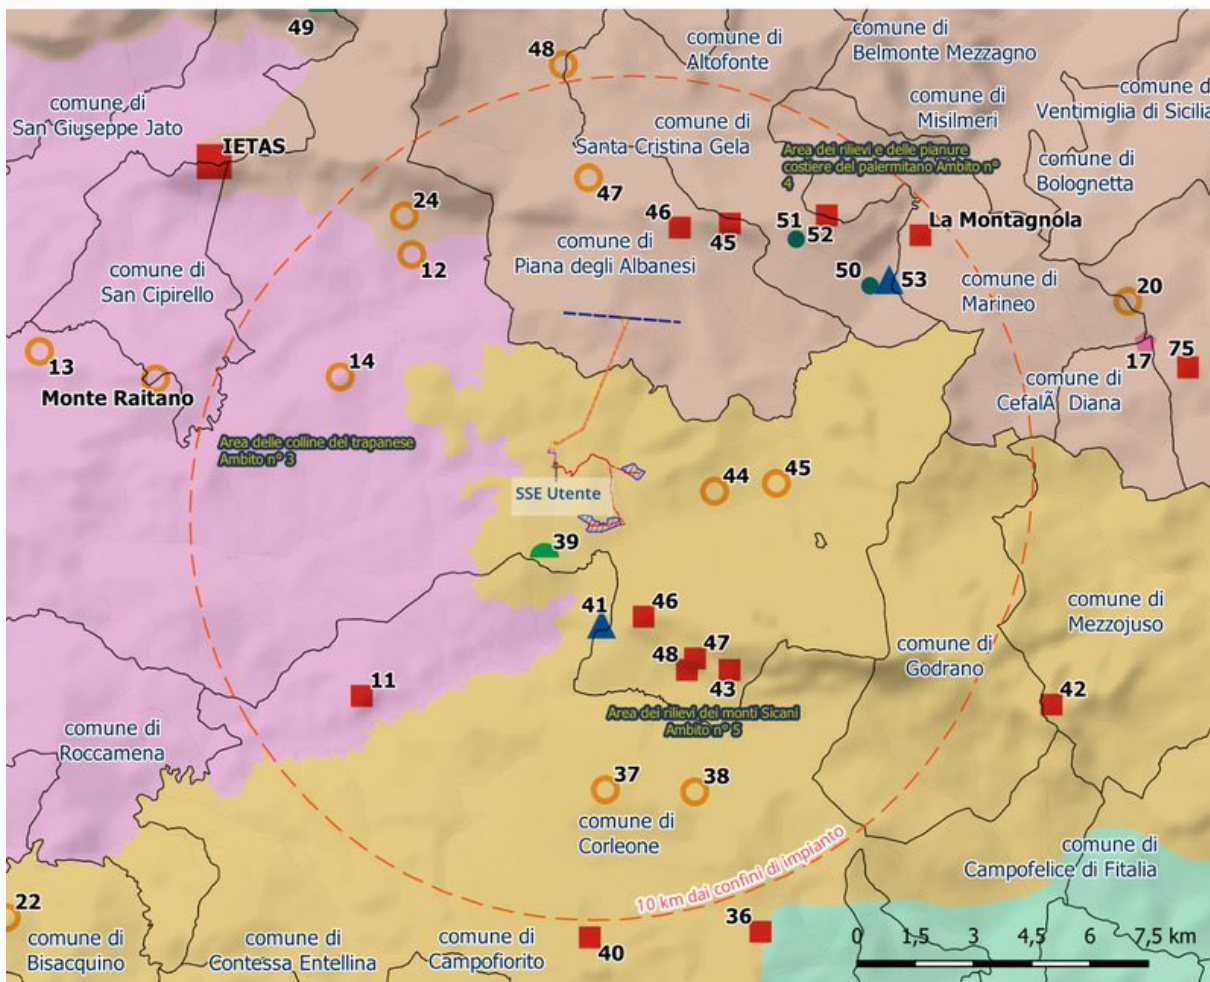 49
48
comune di
Altofonte
comune di
Belmonte Mezzagno
comune di
San Giuseppe Jato
comune di
Misilmeri
comune d
Ventimiglia di Sicilia
IETAS
comune di
Santa Cristina Gela
Area dei rilievi e delle pianure
costiere del palermitano Ambito n°
4
comune di
Bolognetta
24
47
46
45
51
52
La Montagnola
12
comune di
Piana degli Albanesi
comune di
San Cipirello
50
53
comune di
Marineo
20
13
14
17
75
Monte Raitano
comune di
CefalÃ Diana
Area delle colline del trapanese
Ambito n° 3
SSE Utente
44
45
39
41
46
comune di
Mezzojuso
48
47
43
comune di
Godrano
11
42
Area dei rilievi dei monti Sicani
Ambito n° 5
comune di
Roccamena
37
38
comune di
Corleone
10 km dai confini di impianto
comune di
Campofelice di Fitalia
22
36
comune di
Bisacquino
comune di
Contessa Entellina
comune di
Campofiorito
40
0 1,5 3 4,5 6 7,5 km